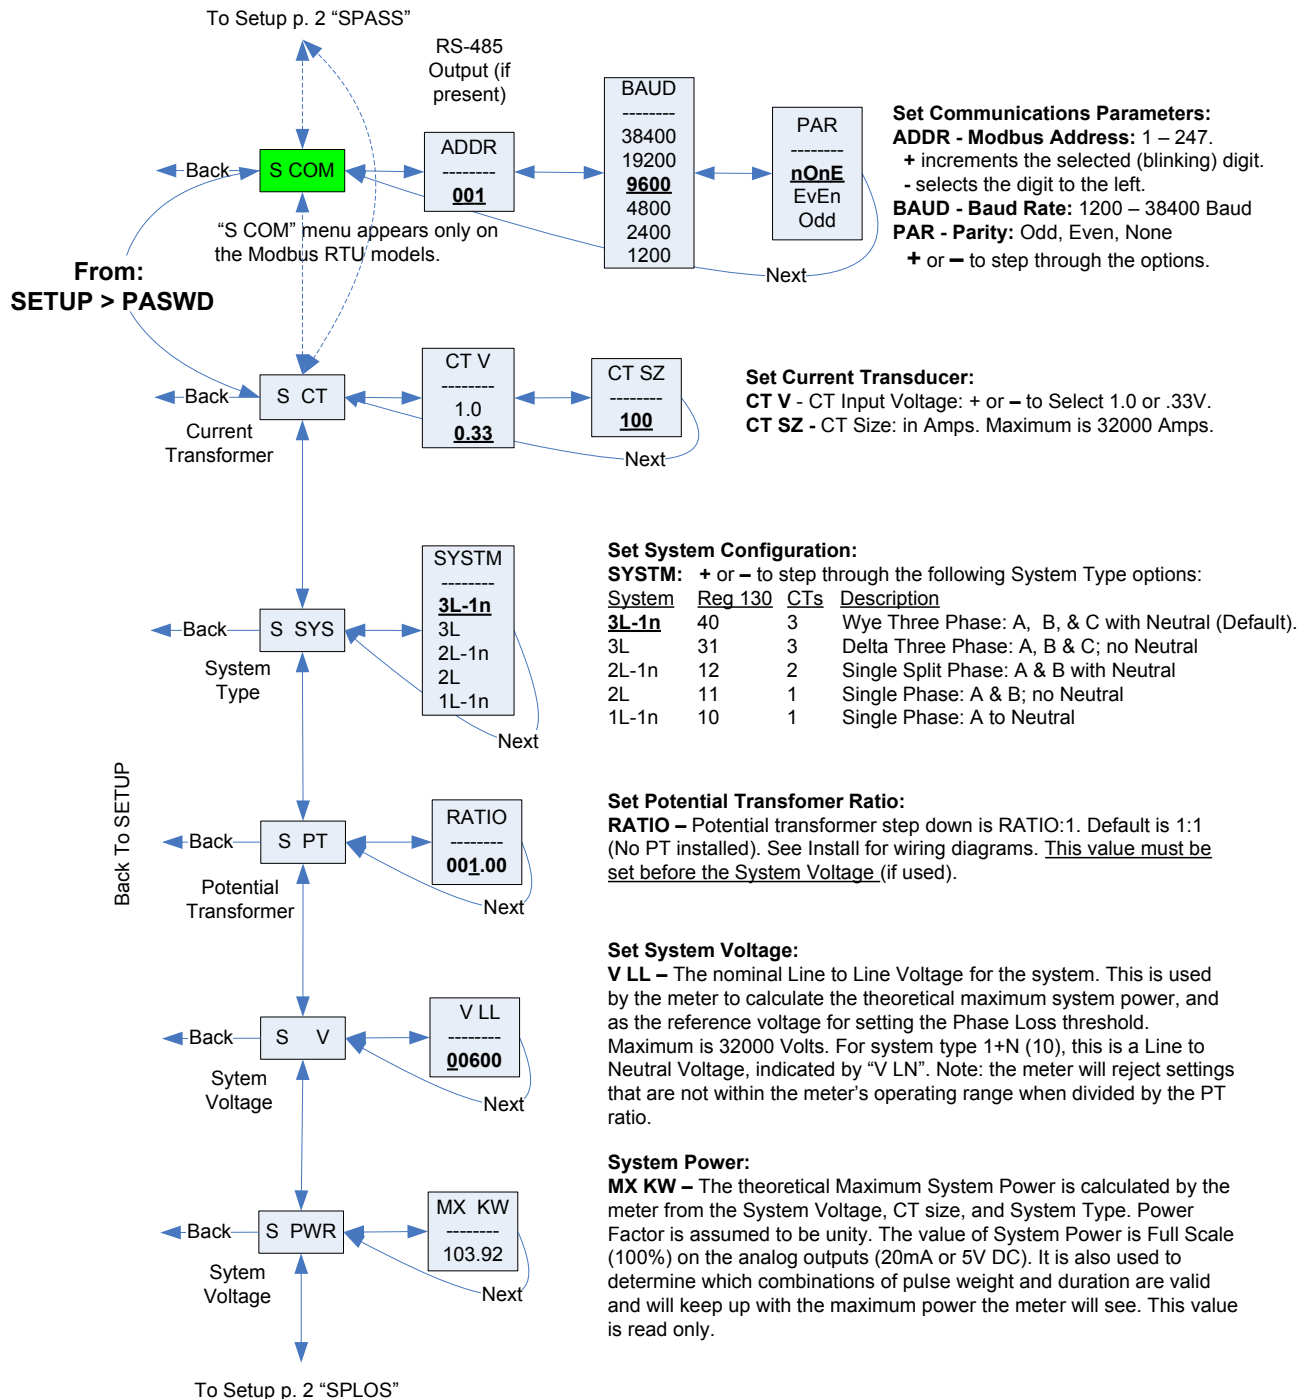 To Setup p. 2 “SPASS”
RS-485
Output (if
present)
Back
S COM
ADDR
--------
001
BAUD
--------
38400
19200
9600
4800
2400
1200
PAR
--------
nOnE
EvEn
Odd
Next
Set Communications Parameters:
ADDR - Modbus Address: 1 – 247.
+ increments the selected (blinking) digit.
- selects the digit to the left.
BAUD - Baud Rate: 1200 – 38400 Baud
PAR - Parity: Odd, Even, None
+ or – to step through the options.
“S COM” menu appears only on
the Modbus RTU models.
From:
SETUP > PASWD
Back
S CT
Current
Transformer
CT V
--------
1.0
0.33
CT SZ
--------
100
Next
Set Current Transducer:
CT V - CT Input Voltage: + or – to Select 1.0 or .33V.
CT SZ - CT Size: in Amps. Maximum is 32000 Amps.
Back
S SYS
System
Type
SYSTM
--------
3L-1n
3L
2L-1n
2L
1L-1n
Next
Set System Configuration:
SYSTM: + or – to step through the following System Type options:
System Reg 130 CTs Description
3L-1n 40 3 Wye Three Phase: A, B, & C with Neutral (Default).
3L 31 3 Delta Three Phase: A, B & C; no Neutral
2L-1n 12 2 Single Split Phase: A & B with Neutral
2L 11 1 Single Phase: A & B; no Neutral
1L-1n 10 1 Single Phase: A to Neutral
Back To SETUP
Back
S PT
Potential
Transformer
RATIO
--------
001.00
Next
Set Potential Transfomer Ratio:
RATIO – Potential transformer step down is RATIO:1. Default is 1:1
(No PT installed). See Install for wiring diagrams. This value must be
set before the System Voltage (if used).
Back
S V
Sytem
Voltage
V LL
--------
00600
Next
Set System Voltage:
V LL – The nominal Line to Line Voltage for the system. This is used
by the meter to calculate the theoretical maximum system power, and
as the reference voltage for setting the Phase Loss threshold.
Maximum is 32000 Volts. For system type 1+N (10), this is a Line to
Neutral Voltage, indicated by “V LN”. Note: the meter will reject settings
that are not within the meter’s operating range when divided by the PT
ratio.
Back
S PWR
Sytem
Voltage
MX KW
--------
103.92
Next
System Power:
MX KW – The theoretical Maximum System Power is calculated by the
meter from the System Voltage, CT size, and System Type. Power
Factor is assumed to be unity. The value of System Power is Full Scale
(100%) on the analog outputs (20mA or 5V DC). It is also used to
determine which combinations of pulse weight and duration are valid
and will keep up with the maximum power the meter will see. This value
is read only.
To Setup p. 2 “SPLOS”